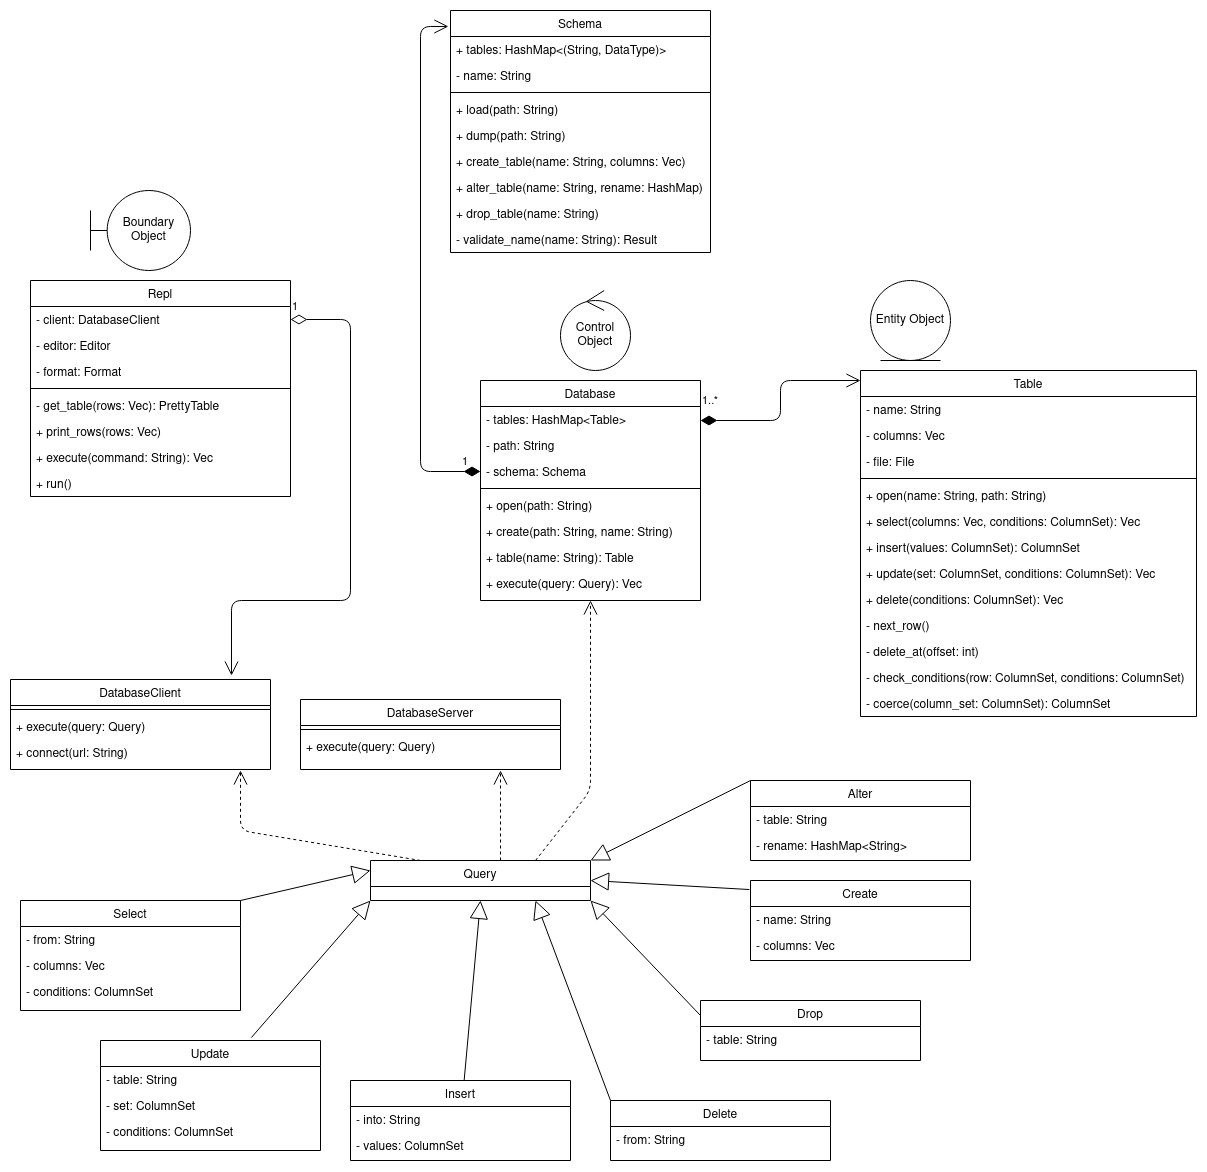 Schema
+ tables: HashMap<(String, DataType)>
- name: String
+ load(path: String)
+ dump(path: String)
+ create_table(name: String, columns: Vec)
+ alter_table(name: String, rename: HashMap)
+ drop_table(name: String)
- validate_name(name: String): Result
Boundary
Object
Repl
- client: DatabaseClient
- editor: Editor
- format: Format
- get_table(rows: Vec): PrettyTable
+ print_rows(rows: Vec)
+ execute(command: String): Vec
+ run()
1
Control
Object
Database
- tables: HashMap<Table>
- path: String
- schema: Schema
+ open(path: String)
+ create(path: String, name: String)
+ table(name: String): Table
+ execute(query: Query): Vec
1
1..*
Entity Object
Table
- name: String
- columns: Vec
- file: File
+ open(name: String, path: String)
+ select(columns: Vec, conditions: ColumnSet): Vec
+ insert(values: ColumnSet): ColumnSet
+ update(set: ColumnSet, conditions: ColumnSet): Vec
+ delete(conditions: ColumnSet): Vec
- next_row()
- delete_at(offset: int)
- check_conditions(row: ColumnSet, conditions: ColumnSet)
- coerce(column_set: ColumnSet): ColumnSet
DatabaseClient
+ execute(query: Query)
+ connect(url: String)
DatabaseServer
+ execute(query: Query)
Query
Alter
- table: String
- rename: HashMap<String>
Create
- name: String
- columns: Vec
Select
- from: String
- columns: Vec
- conditions: ColumnSet
Drop
- table: String
Update
- table: String
- set: ColumnSet
- conditions: ColumnSet
Insert
- into: String
- values: ColumnSet
Delete
- from: String